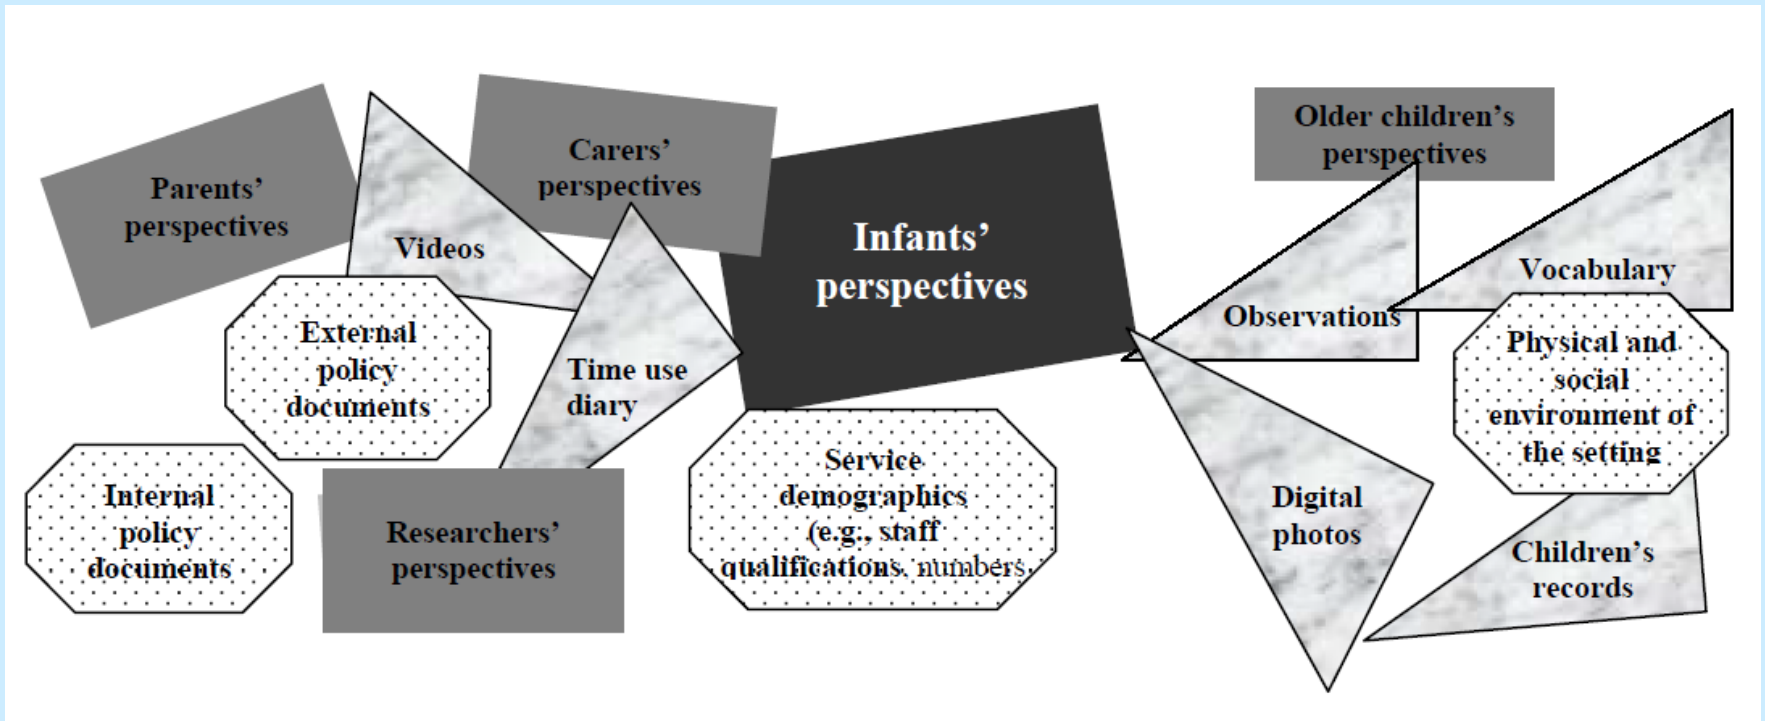 Parents’
perspectives
Videos
Carers’
perspectives
External
policy
documents
Time use
diary
Internal
policy
documents
Researchers’
perspectives
Infants’
perspectives
Service
demographics
(e.g., staff
qualifications, numbers
Older children’s
perspectives
Observations
Vocabulary
Physical and
social
environment of
the setting
Digital
photos
Children’s
records